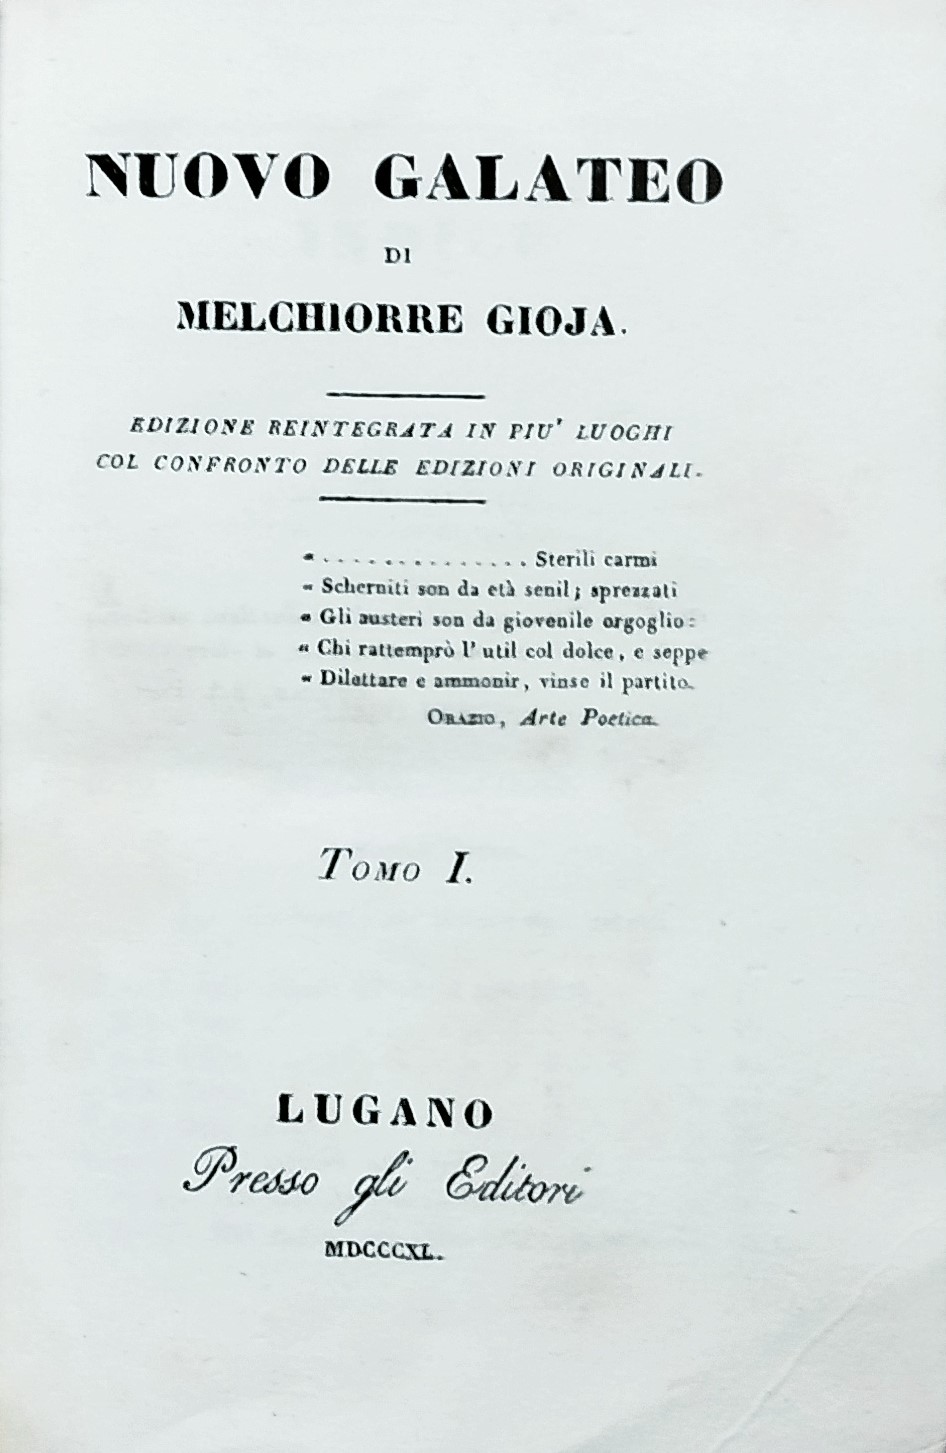 NUOVO GALATEO
DI
MELCHIORRE GIOJA.
EDIZIONE REINTEGRATA IN PIU' LUOGHI
COL CONFRONTO DELLE EDIZIONI ORIGINALI.
« . . . . . . . . . . . . . . . Sterili carmi
« Scherniti son da età senil; sprezzati
« Gli austeri son da giovenile orgoglio:
« Chi rattemprò l' util col dolce, e seppe
« Dilettare e ammonir, vinse il partito.
ORAZIO, Arte Poetica.
TOMO I.
LUGANO
Presso gli Editori
MDCCCXL.